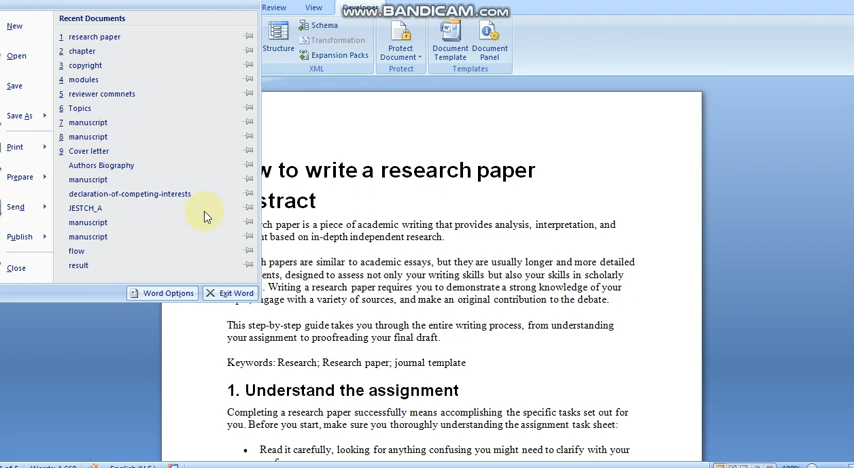 www.BANDICAM.com
Review View Developer
New
Open
Save
Save As
Print
Prepare
Send
Publish
Close
Recent Documents
1 research paper
2 chapter
3 copyright
4 modules
5 reviewer commnets
6 Topics
7 manuscript
8 manuscript
9 Cover letter
Authors Biography
manuscript
declaration-of-competing-interests
JESTCH_A
manuscript
manuscript
flow
result
Word Options
Exit Word
Structure
Schema
Transformation
Expansion Packs
XML
Protect
Document
Protect
Document
Template
Document
Panel
Templates
w to write a research paper
stract
rch paper is a piece of academic writing that provides analysis, interpretation, and
nt based on in-depth independent research.
ch papers are similar to academic essays, but they are usually longer and more detailed
ents, designed to assess not only your writing skills but also your skills in scholarly
. Writing a research paper requires you to demonstrate a strong knowledge of your
engage with a variety of sources, and make an original contribution to the debate.
This step-by-step guide takes you through the entire writing process, from understanding
your assignment to proofreading your final draft.
Keywords: Research; Research paper; journal template
1. Understand the assignment
Completing a research paper successfully means accomplishing the specific tasks set out for
you. Before you start, make sure you thoroughly understanding the assignment task sheet:
• Read it carefully, looking for anything confusing you might need to clarify with your